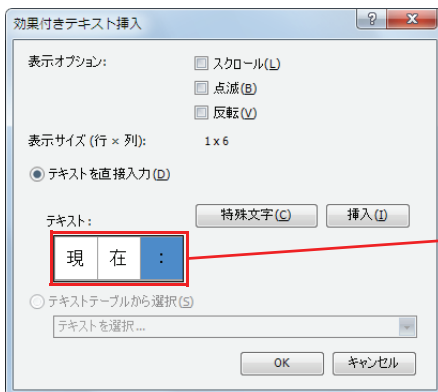 効果付きテキスト挿入
表示オプション: スクロール(L)
点滅(B)
反転(V)
表示サイズ (行 × 列): 1 x 6
テキストを直接入力(D)
テキスト: 特殊文字(C) 挿入(I)
現在:
テキストテーブルから選択(S)
テキストを選択...
OK キャンセル